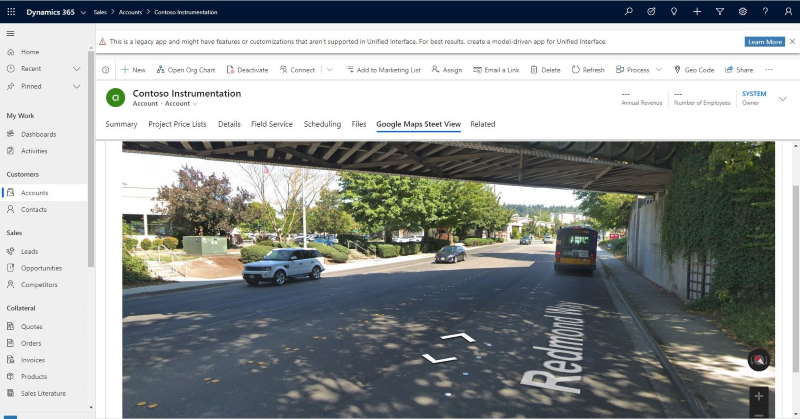 Dynamics 365
Sales > Accounts > Contoso Instrumentation
This is a legacy app and might have features or customizations that aren't supported in Unified Interface. For best results, create a model-driven app for Unified Interface.
Learn More
New
Open Org Chart
Deactivate
Connect
Add to Marketing List
Assign
Email a Link
Delete
Refresh
Process
Geo Code
Share
CI
Contoso Instrumentation
Account · Account
---
Annual Revenue
---
Number of Employees
SYSTEM
Owner
Summary
Project Price Lists
Details
Field Service
Scheduling
Files
Google Maps Steet View
Related
Home
Recent
Pinned
My Work
Dashboards
Activities
Customers
Accounts
Contacts
Sales
Leads
Opportunities
Competitors
Collateral
Quotes
Orders
Invoices
Products
Sales Literature
Redmond Way